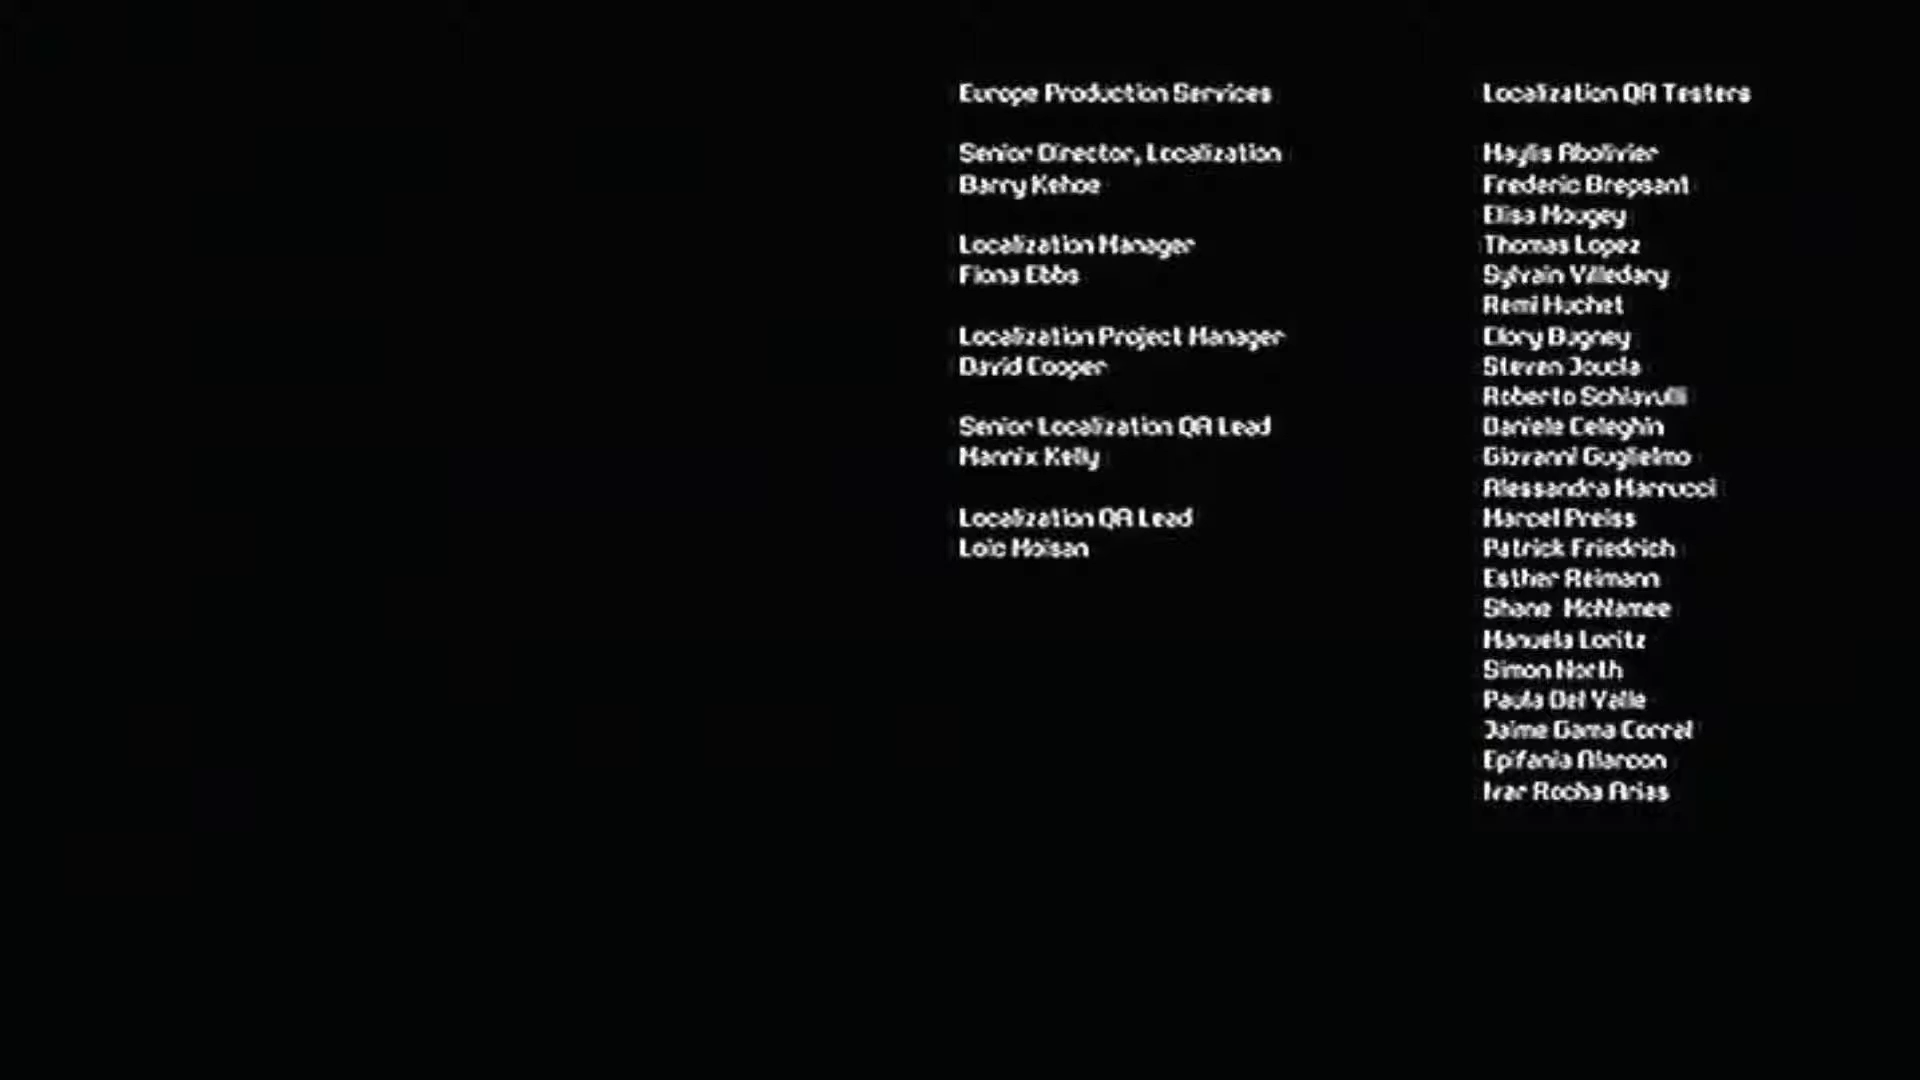 Europe Production Services
Senior Director, Localization
Barry Kehoe
Localization Manager
Fiona Ebbs
Localization Project Manager
David Cooper
Senior Localization QA Lead
Mannix Kelly
Localization QA Lead
Loic Moisan
Localization QA Testers
Maylis Abolivier
Frederic Brepsant
Elisa Mougey
Thomas Lopez
Sylvain Villedary
Remi Huchet
Clory Bugney
Steven Joucla
Roberto Schiavulli
Daniele Celeghin
Giovanni Guglielmo
Alessandra Marrucci
Marcel Preiss
Patrick Friedrich
Esther Reimann
Shane McNamee
Manuela Loritz
Simon North
Paula Del Valle
Jaime Gama Corral
Epifania Alarcon
Ivar Rocha Arias